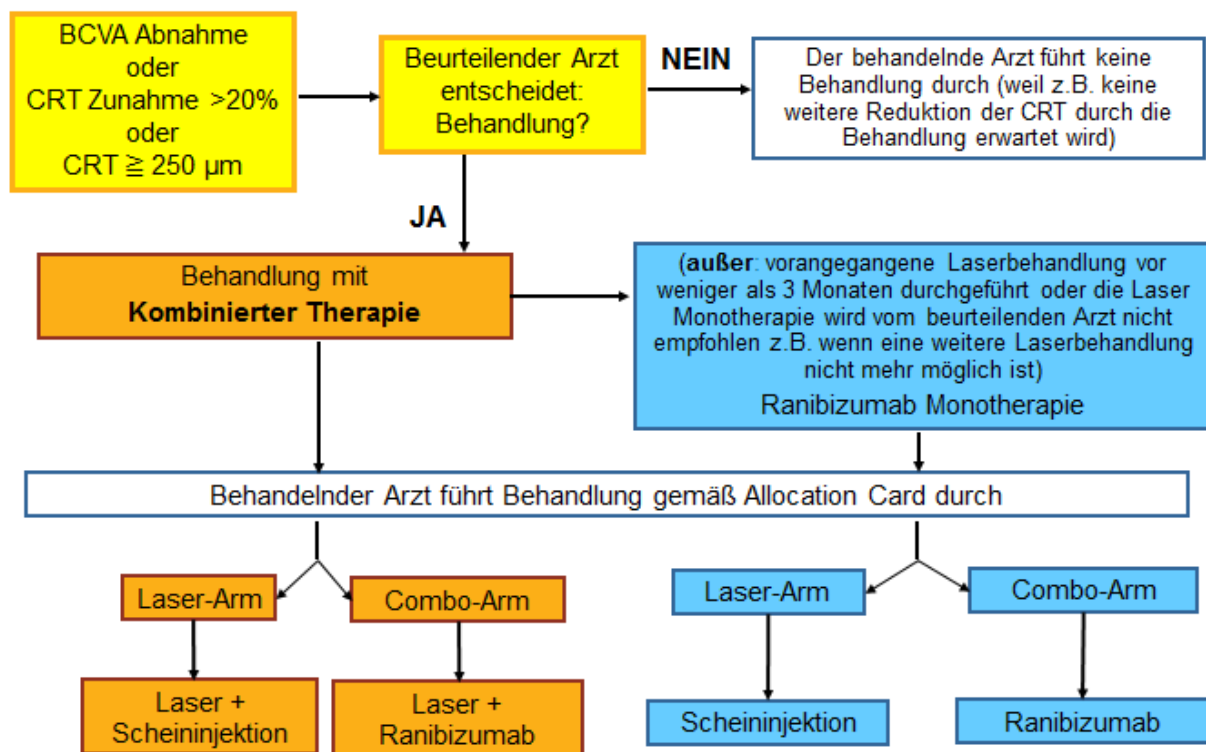 BCVA Abnahme
oder
CRT Zunahme >20%
oder
CRT ≧ 250 µm
Beurteilender Arzt
entscheidet:
Behandlung?
NEIN
Der behandelnde Arzt führt keine
Behandlung durch (weil z.B. keine
weitere Reduktion der CRT durch die
Behandlung erwartet wird)
JA
Behandlung mit
Kombinierter Therapie
(außer: vorangegangene Laserbehandlung vor
weniger als 3 Monaten durchgeführt oder die Laser
Monotherapie wird vom beurteilenden Arzt nicht
empfohlen z.B. wenn eine weitere Laserbehandlung
nicht mehr möglich ist)
Ranibizumab Monotherapie
Behandelnder Arzt führt Behandlung gemäß Allocation Card durch
Laser-Arm
Combo-Arm
Laser-Arm
Combo-Arm
Laser +
Scheininjektion
Laser +
Ranibizumab
Scheininjektion
Ranibizumab